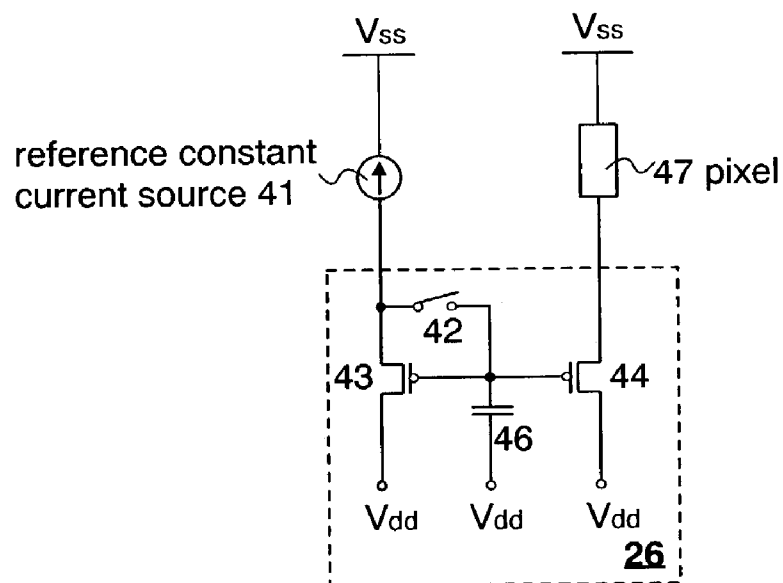 Vss
Vss
reference constant
current source 41
47 pixel
42
43
44
46
Vdd
Vdd
Vdd
26